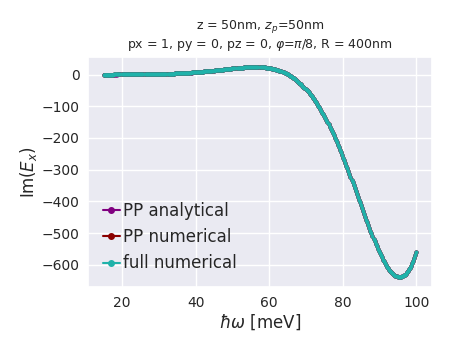 z = 50nm, z_p=50nm
px = 1, py = 0, pz = 0, φ=π/8, R = 400nm
0
−100
−200
−300
−400
−500
−600
Im(E_x)
PP analytical
PP numerical
full numerical
20 40 60 80 100
ℏω [meV]